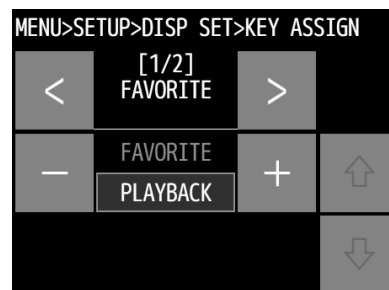 MENU>SETUP>DISP SET>KEY ASSIGN
[1/2]
< FAVORITE >
FAVORITE
− +
PLAYBACK